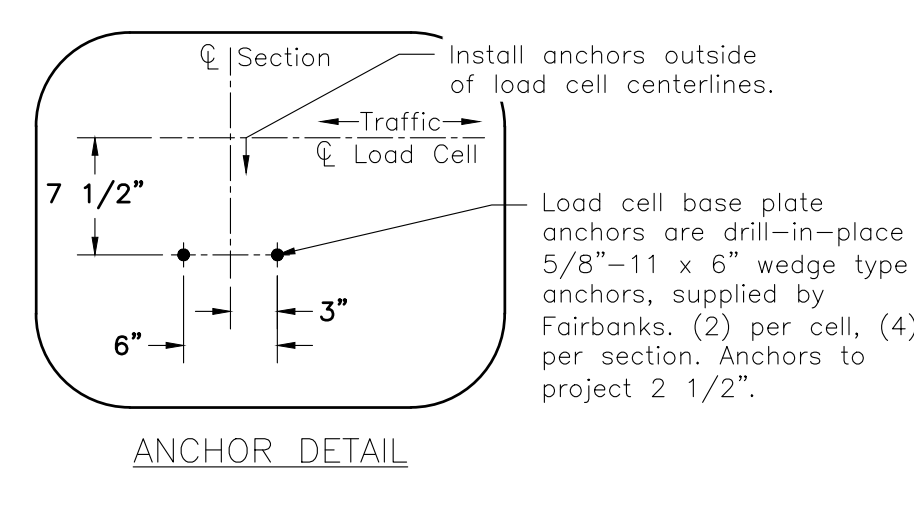 ℄ Section
Install anchors outside
of load cell centerlines.
Traffic
℄ Load Cell
7 1/2”
Load cell base plate
anchors are drill-in-place
5/8”-11 x 6” wedge type
anchors, supplied by
Fairbanks. (2) per cell, (4)
per section. Anchors to
project 2 1/2”.
3”
6”
ANCHOR DETAIL